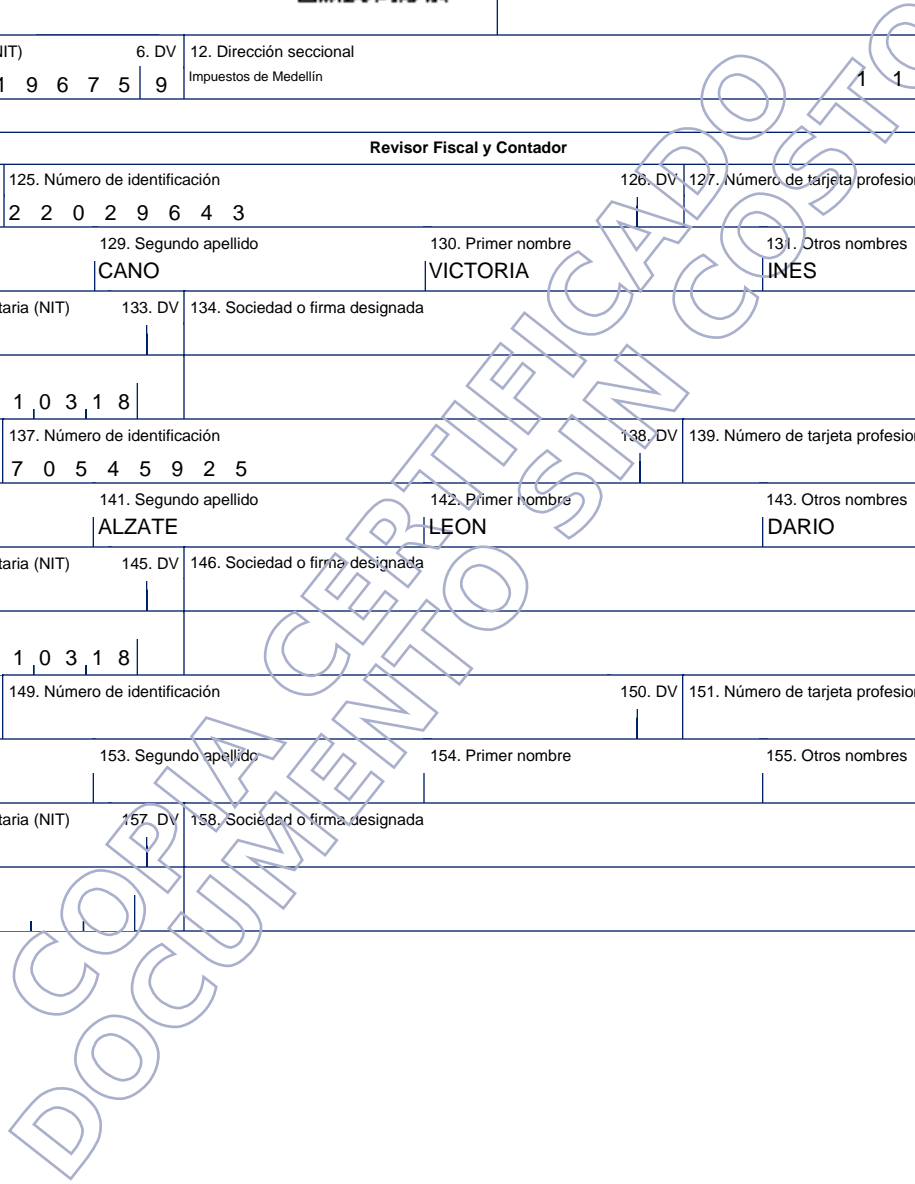 IT) 6. DV 12. Dirección seccional
1 9 6 7 5 9 Impuestos de Medellín 1 1
Revisor Fiscal y Contador
125. Número de identificación 126. DV 127. Número de tarjeta profesion
2 2 0 2 9 6 4 3
129. Segundo apellido 130. Primer nombre 131. Otros nombres
CANO VICTORIA INES
taria (NIT) 133. DV 134. Sociedad o firma designada
1 0 3 1 8
137. Número de identificación 138. DV 139. Número de tarjeta profesion
7 0 5 4 5 9 2 5
141. Segundo apellido 142. Primer nombre 143. Otros nombres
ALZATE LEON DARIO
taria (NIT) 145. DV 146. Sociedad o firma designada
1 0 3 1 8
149. Número de identificación 150. DV 151. Número de tarjeta profesion
153. Segundo apellido 154. Primer nombre 155. Otros nombres
taria (NIT) 157. DV 158. Sociedad o firma designada
COPIA CERTIFICADO
DOCUMENTO SIN COSTO